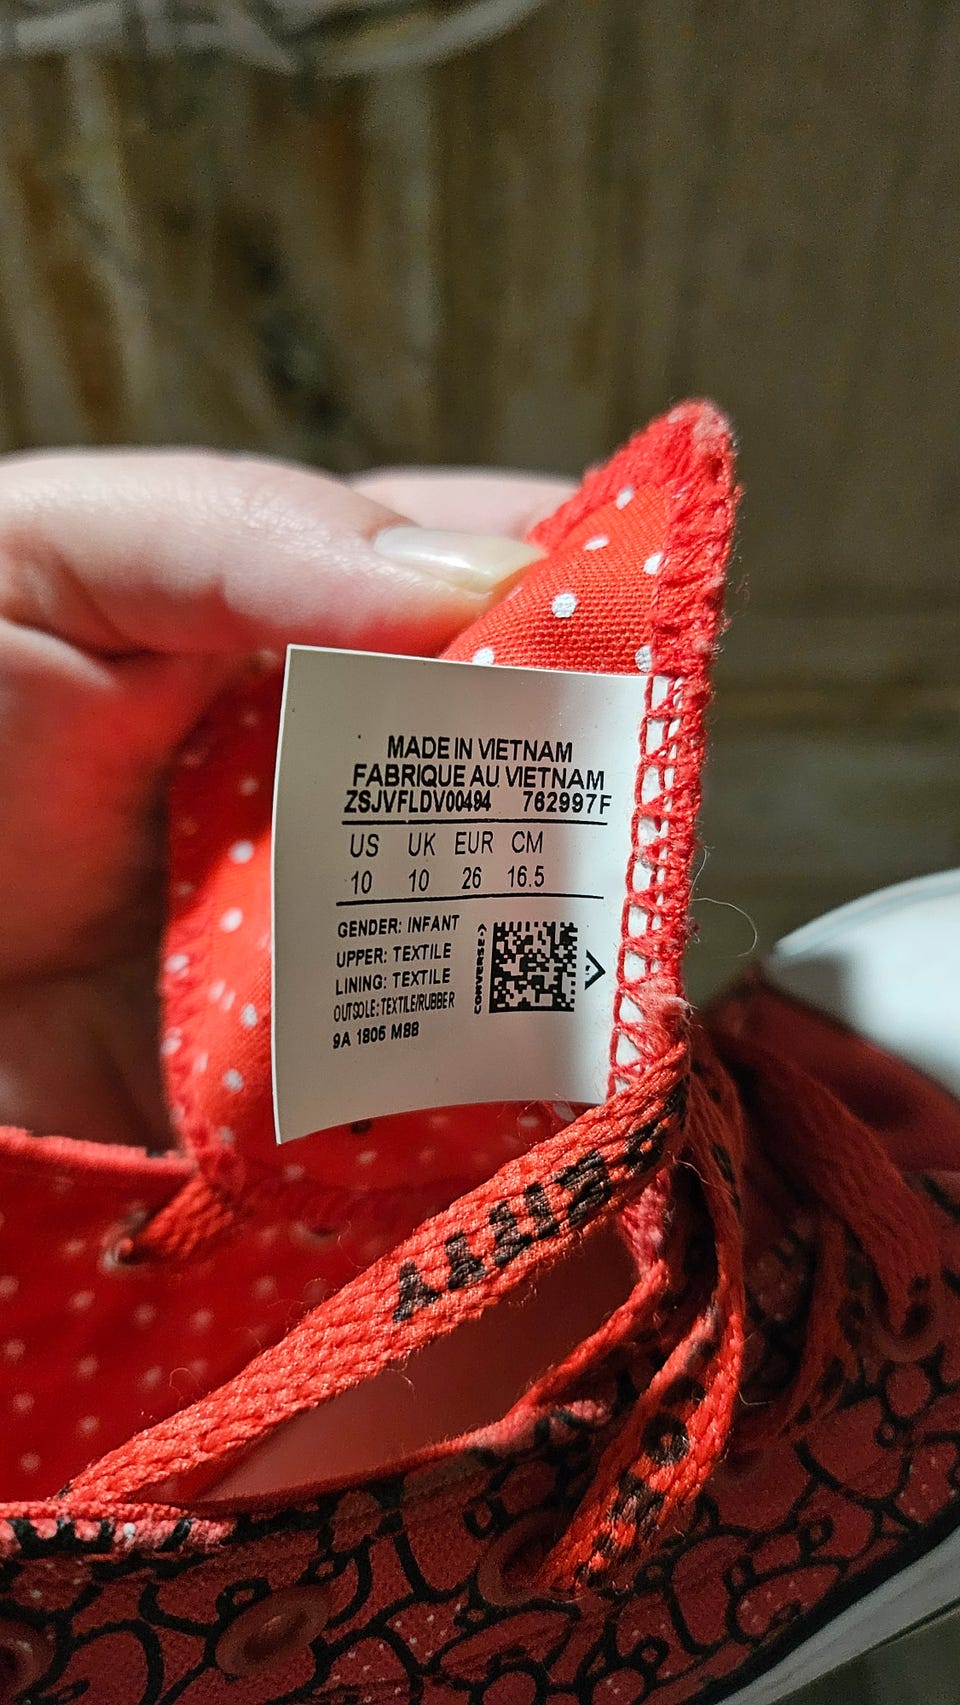 MADE IN VIETNAM
FABRIQUE AU VIETNAM
ZSJVFLDV00494 762997F
US UK EUR CM
10 10 26 16.5
GENDER: INFANT
UPPER: TEXTILE
LINING: TEXTILE
OUTSOLE: TEXTILE/RUBBER
9A 1805 M88
CONVERSE
KITTY